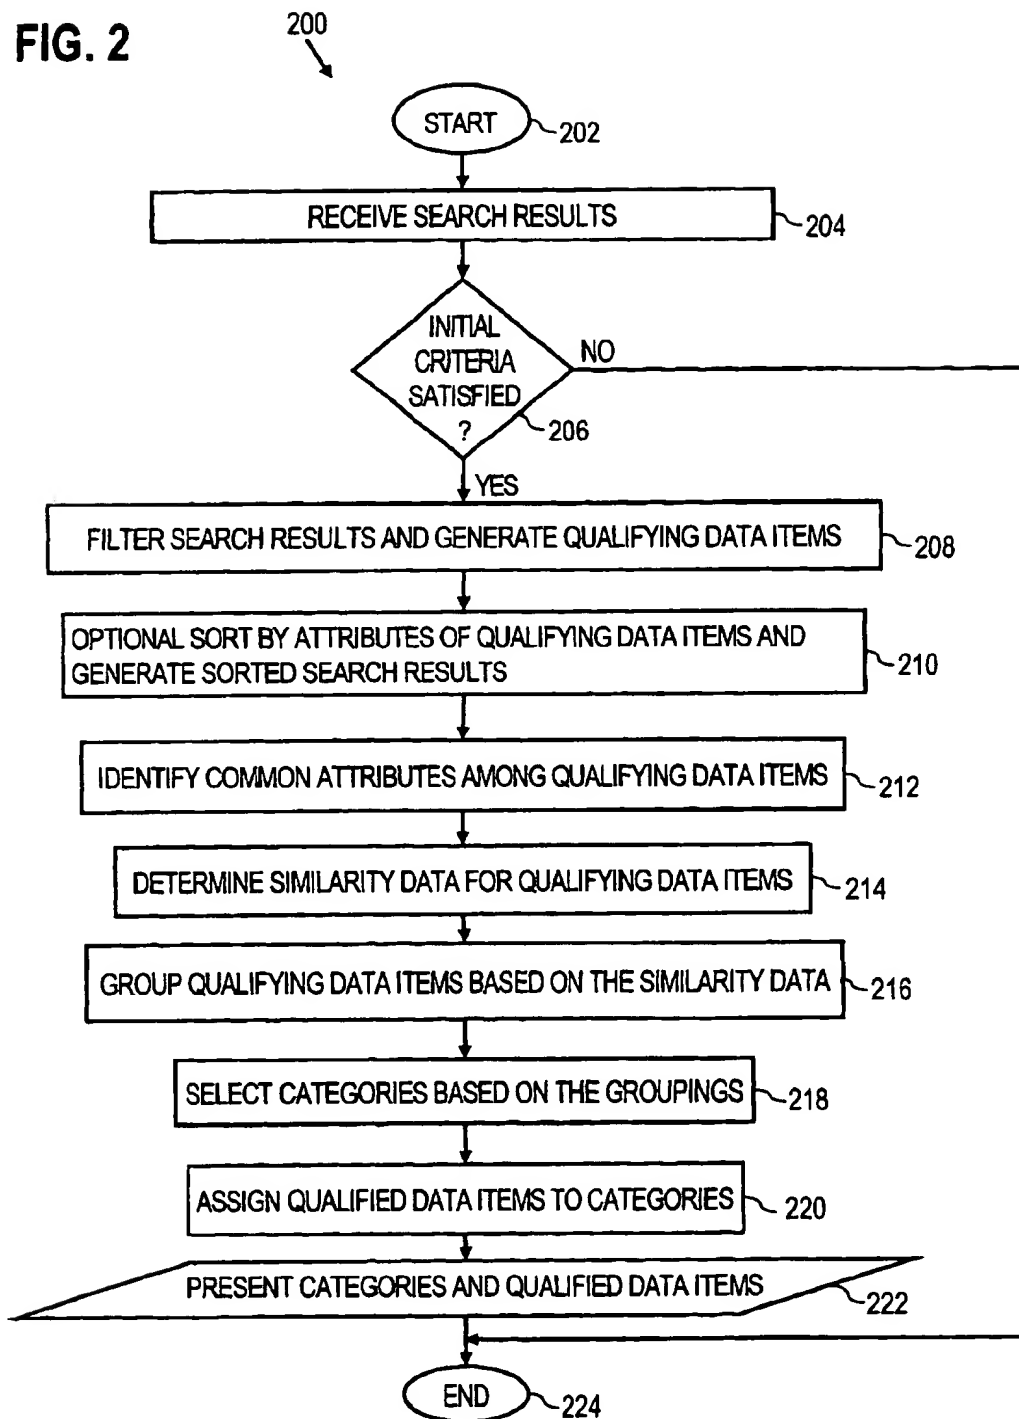 FIG. 2
200
START
202
RECEIVE SEARCH RESULTS
204
INITIAL
CRITERIA
SATISFIED
?
206
NO
YES
FILTER SEARCH RESULTS AND GENERATE QUALIFYING DATA ITEMS
208
OPTIONAL SORT BY ATTRIBUTES OF QUALIFYING DATA ITEMS AND
GENERATE SORTED SEARCH RESULTS
210
IDENTIFY COMMON ATTRIBUTES AMONG QUALIFYING DATA ITEMS
212
DETERMINE SIMILARITY DATA FOR QUALIFYING DATA ITEMS
214
GROUP QUALIFYING DATA ITEMS BASED ON THE SIMILARITY DATA
216
SELECT CATEGORIES BASED ON THE GROUPINGS
218
ASSIGN QUALIFIED DATA ITEMS TO CATEGORIES
220
PRESENT CATEGORIES AND QUALIFIED DATA ITEMS
222
END
224